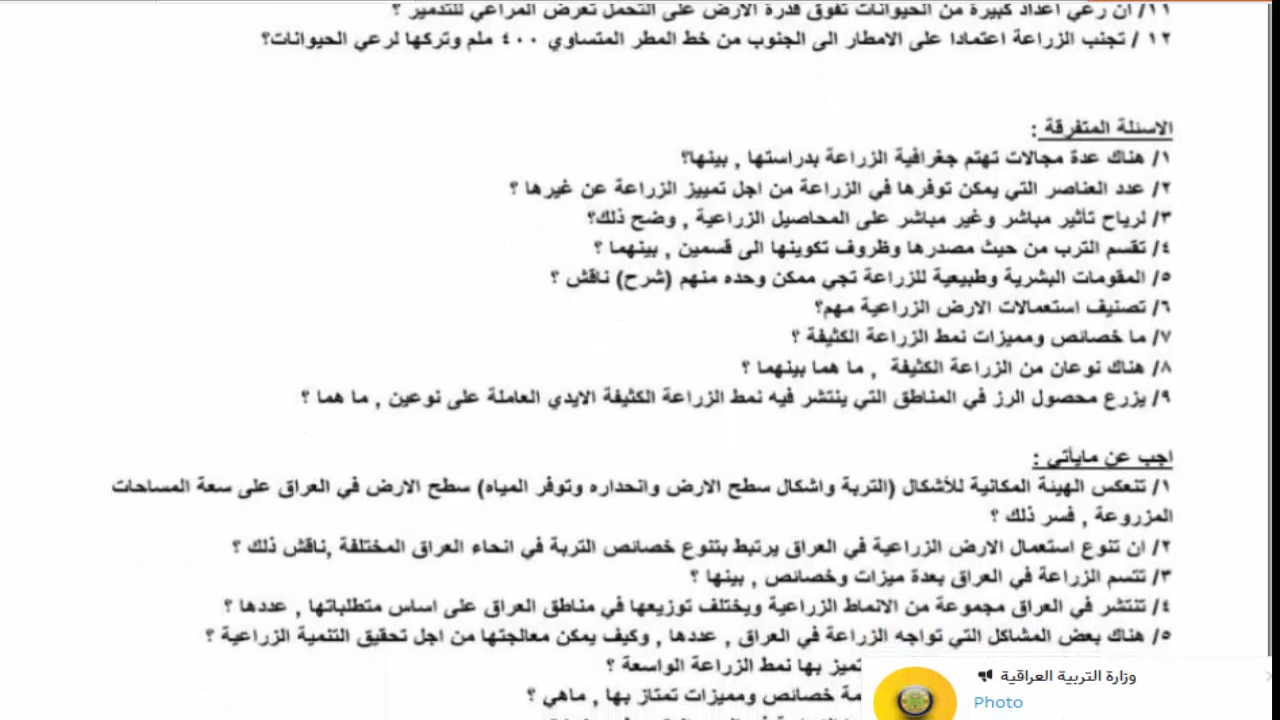 ١١/ ان رعي اعداد كبيرة من الحيوانات تفوق قدرة الارض على التحمل تعرض المراعي للتدمير ؟
١٢ / تجنب الزراعة اعتمادا على الامطار الى الجنوب من خط المطر المتساوي ٤٠٠ ملم وتركها لرعي الحيوانات؟
الاسئلة المتفرقة :
١/ هناك عدة مجالات تهتم جغرافية الزراعة بدراستها , بينها؟
٢/ عدد العناصر التي يمكن توفرها في الزراعة من اجل تمييز الزراعة عن غيرها ؟
٣/ لرياح تأثير مباشر وغير مباشر على المحاصيل الزراعية , وضح ذلك؟
٤/ تقسم الترب من حيث مصدرها وظروف تكوينها الى قسمين , بينهما ؟
٥/ المقومات البشرية وطبيعية للزراعة تجي ممكن وحده منهم (شرح) ناقش ؟
٦/ تصنيف استعمالات الارض الزراعية مهم؟
٧/ ما خصائص ومميزات نمط الزراعة الكثيفة ؟
٨/ هناك نوعان من الزراعة الكثيفة , ما هما بينهما ؟
٩/ يزرع محصول الرز في المناطق التي ينتشر فيه نمط الزراعة الكثيفة الايدي العاملة على نوعين , ما هما ؟
اجب عن مايأتي :
١/ تنعكس الهيئة المكانية للأشكال (التربة واشكال سطح الارض وانحداره وتوفر المياه) سطح الارض في العراق على سعة المساحات
المزروعة , فسر ذلك ؟
٢/ ان تنوع استعمال الارض الزراعية في العراق يرتبط بتنوع خصائص التربة في انحاء العراق المختلفة ,ناقش ذلك ؟
٣/ تتسم الزراعة في العراق بعدة ميزات وخصائص , بينها ؟
٤/ تنتشر في العراق مجموعة من الانماط الزراعية ويختلف توزيعها في مناطق العراق على اساس متطلباتها , عددها ؟
٥/ هناك بعض المشاكل التي تواجه الزراعة في العراق , عددها , وكيف يمكن معالجتها من اجل تحقيق التنمية الزراعية ؟
تميز بها نمط الزراعة الواسعة ؟
مة خصائص ومميزات تمتاز بها , ماهي ؟
وزارة التربية العراقية
Photo